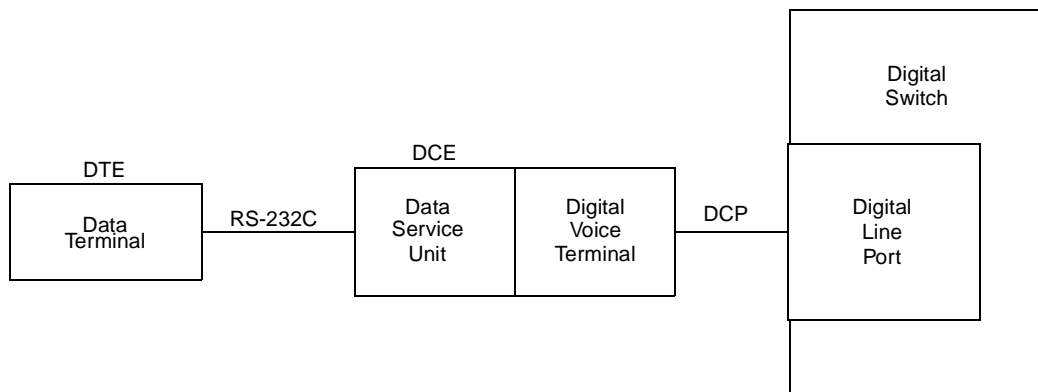 Digital
Switch
DTE
DCE
Data
Terminal
RS-232C
Data
Service
Unit
Digital
Voice
Terminal
DCP
Digital
Line
Port